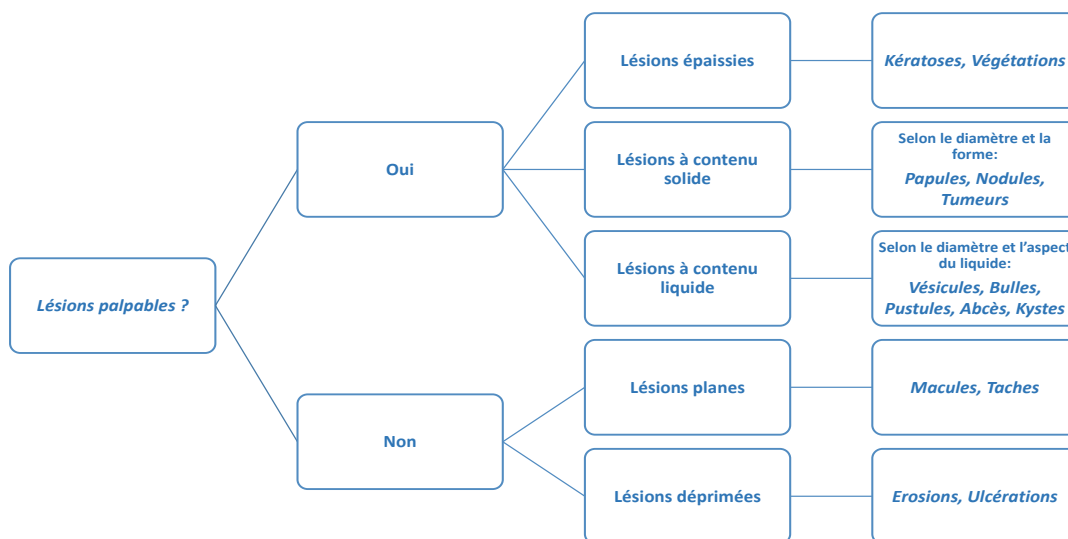 Lésions palpables ?
Oui
Lésions épaissies
Kératoses, Végétations
Lésions à contenu
solide
Selon le diamètre et la
forme:
Papules, Nodules,
Tumeurs
Lésions à contenu
liquide
Selon le diamètre et l'aspect
du liquide:
Vésicules, Bulles,
Pustules, Abcès, Kystes
Non
Lésions planes
Macules, Taches
Lésions déprimées
Erosions, Ulcérations